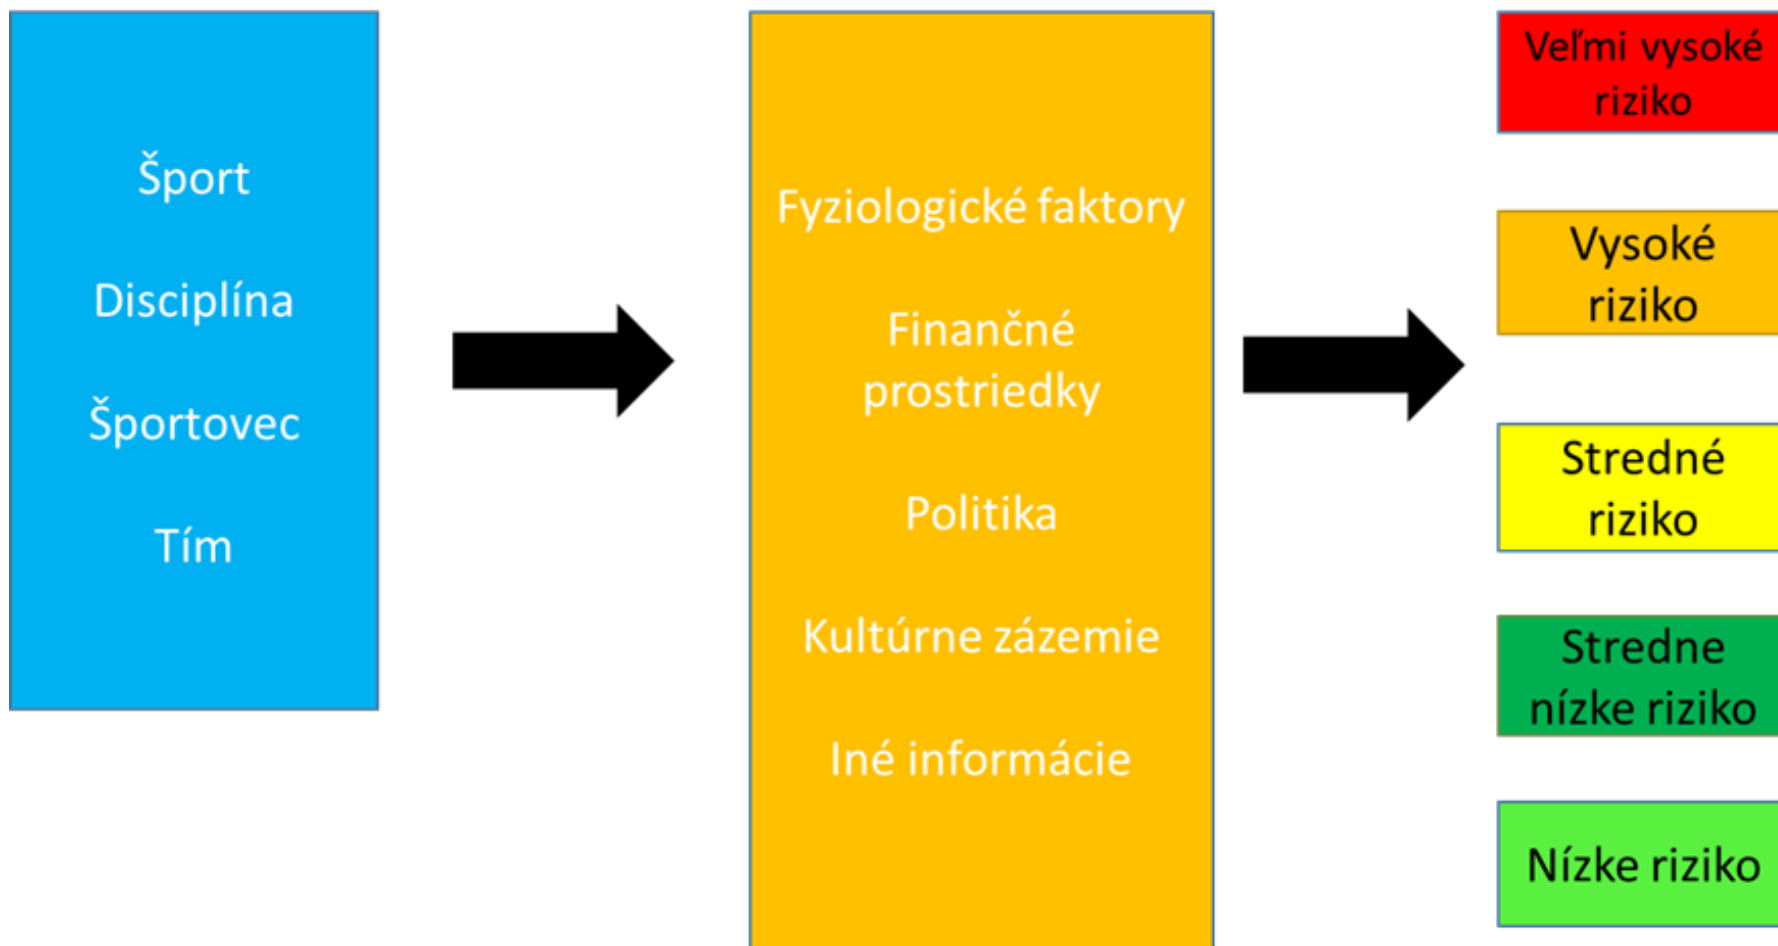 Šport
Disciplína
Športovec
Tím
Fyziologické faktory
Finančné
prostriedky
Politika
Kultúrne zázemie
Iné informácie
Veľmi vysoké
riziko
Vysoké
riziko
Stredné
riziko
Stredne
nízke riziko
Nízke riziko